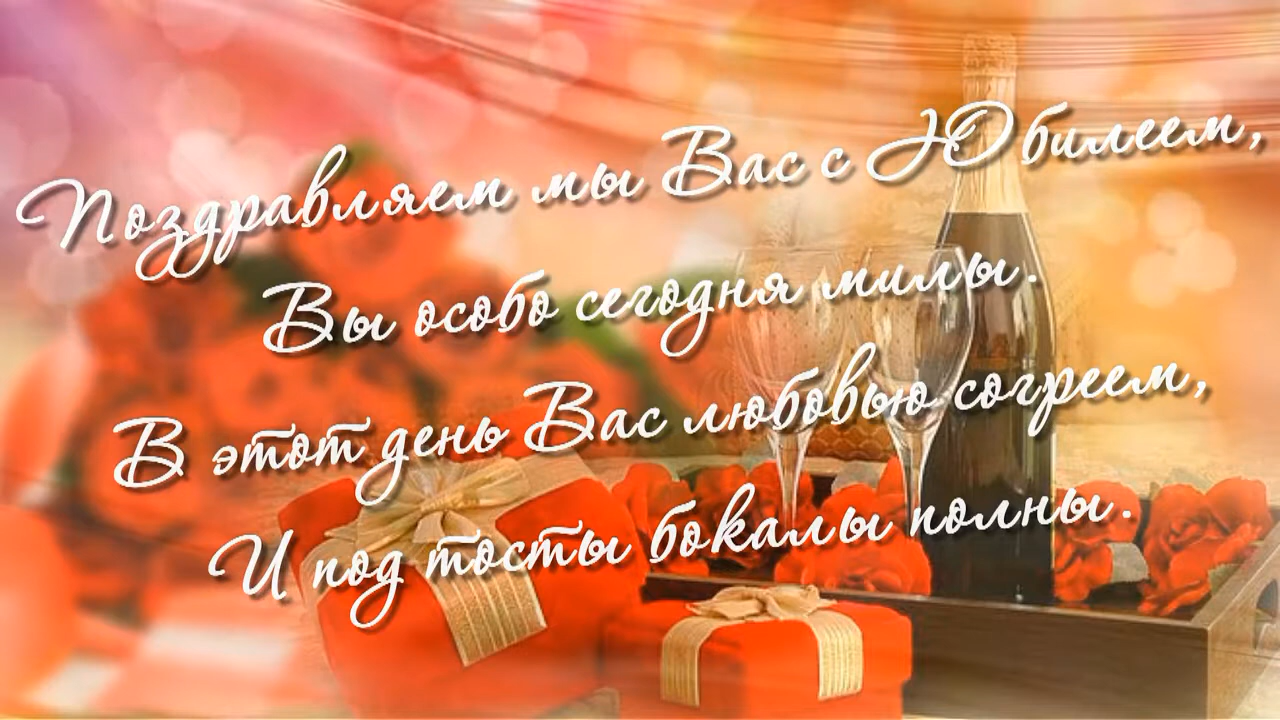 Поздравляем мы Вас с Юбилеем,
Вы особо сегодня милы.
В этот день Вас любовью согреем,
И под тосты бокалы полны.